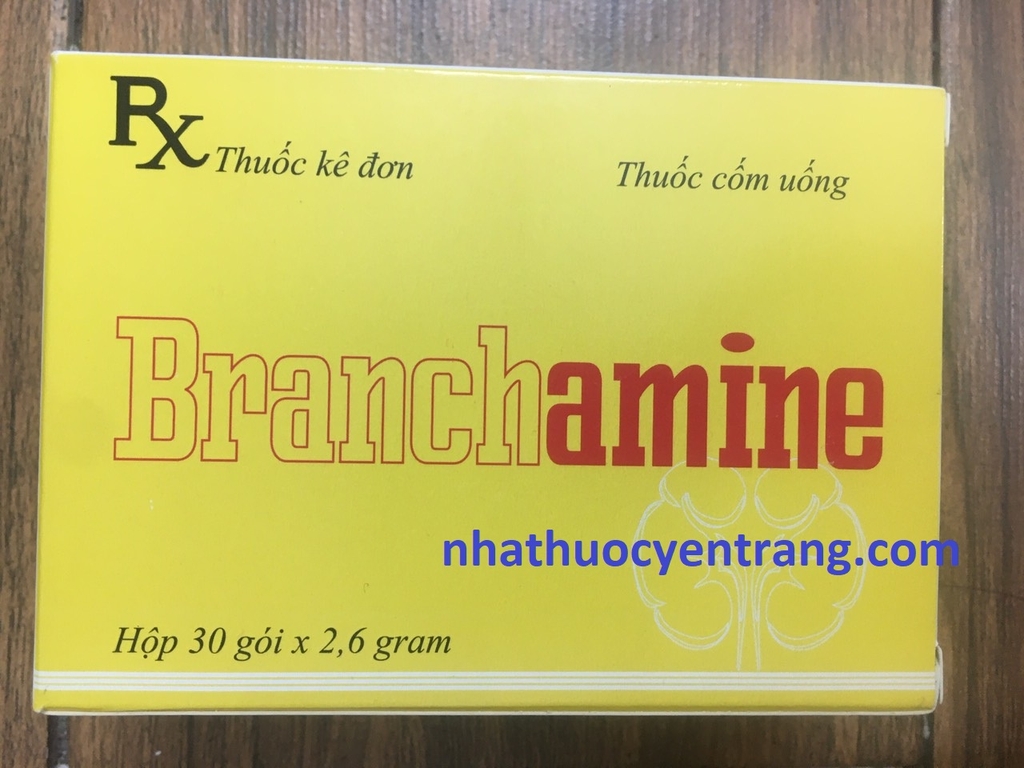 Rx Thuốc kê đơn
Thuốc cốm uống
Branchamine
nhathuocyentrang.com
Hộp 30 gói x 2,6 gram